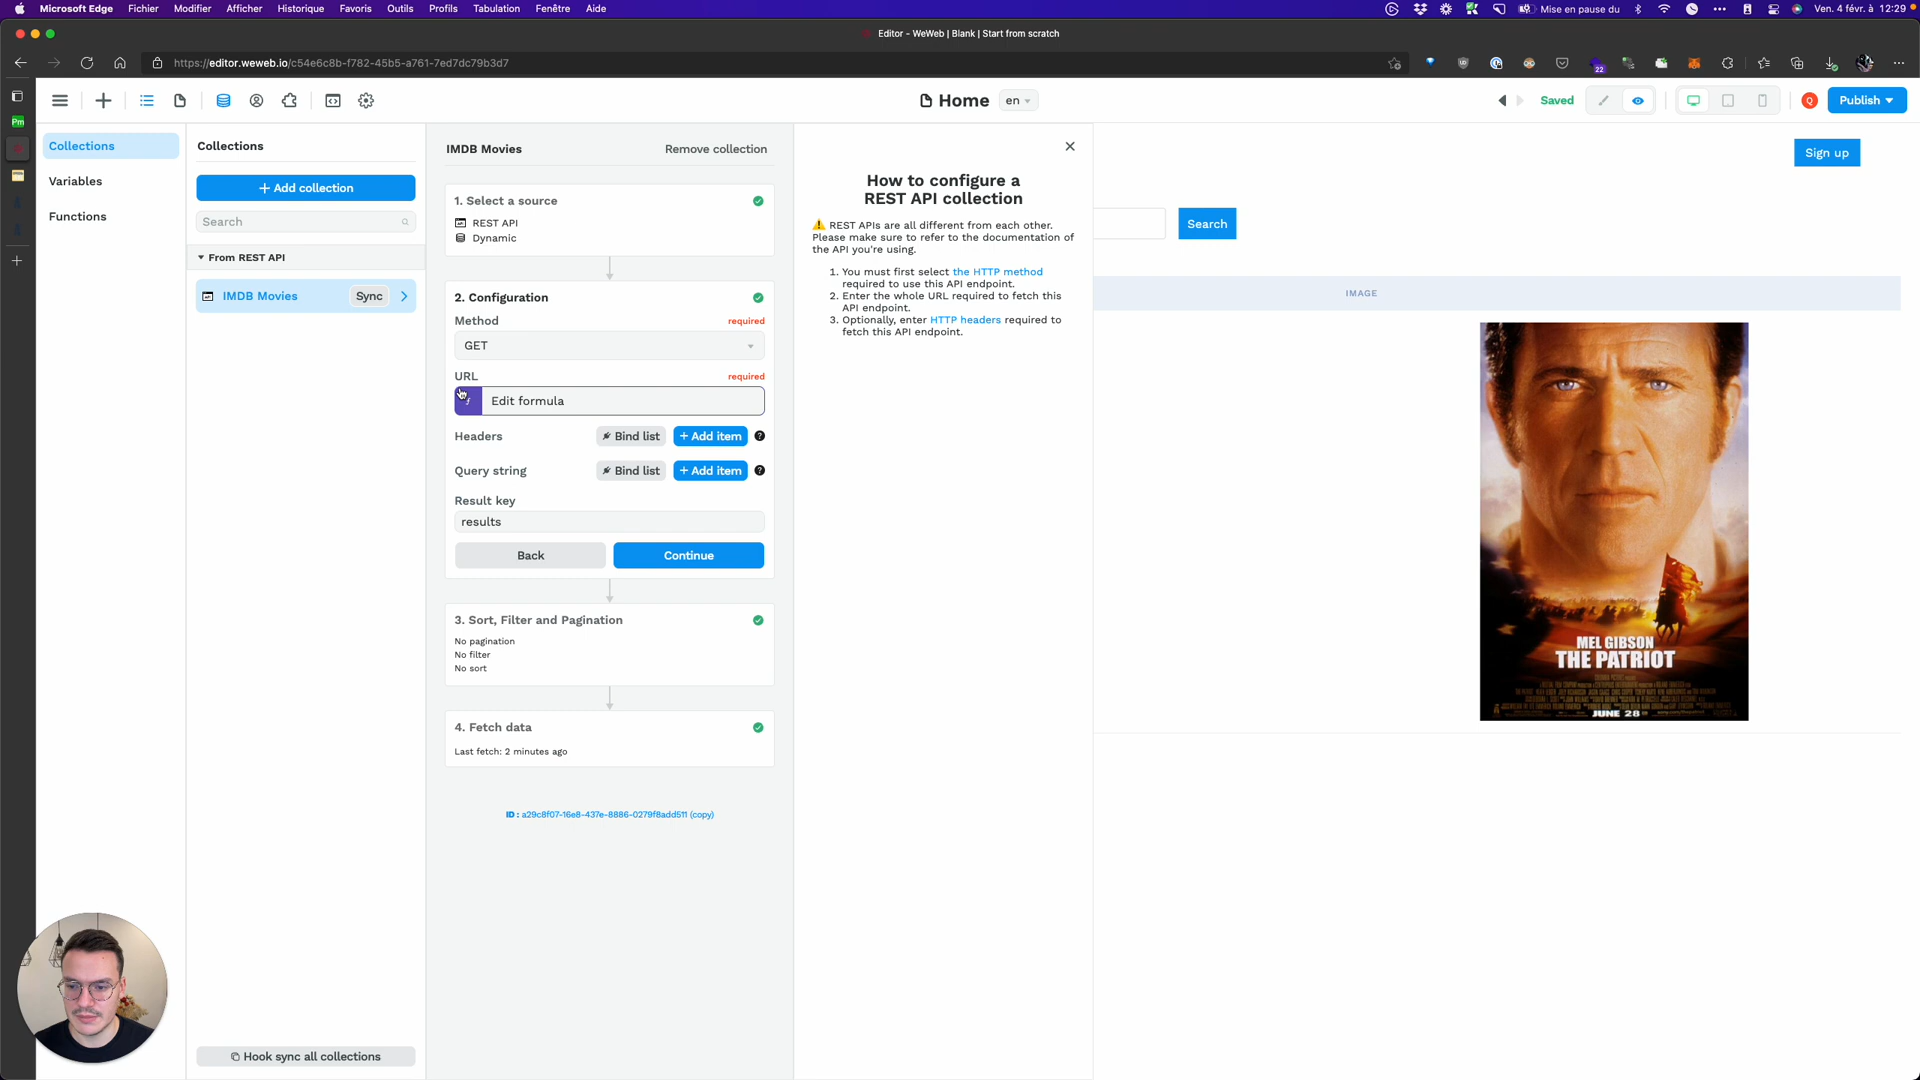 Microsoft Edge Fichier Modifier Afficher Historique Favoris Outils Profils Tabulation Fenêtre Aide
Mise en pause du
Ven. 4 févr à 12:29
Editor - WeWeb | Blank | Start from scratch
https://editor.weweb.io/c54e6c8b-f782-45b5-a761-7ed7dc79b3d7
22
Pm
Home
en
Saved
Q
Publish
Collections
Variables
Functions
Collections
+ Add collection
Search
From REST API
IMDB Movies
Sync
Hook sync all collections
IMDB Movies
Remove collection
1. Select a source
REST API
Dynamic
2. Configuration
Method
required
GET
URL
required
Edit formula
Headers
Bind list
+ Add item
?
Query string
Bind list
+ Add item
?
Result key
results
Back
Continue
3. Sort, Filter and Pagination
No pagination
No filter
No sort
4. Fetch data
Last fetch: 2 minutes ago
ID : a29c8f07-16e8-437e-8886-0279f8add511 (copy)
How to configure a
REST API collection
⚠️ REST APIs are all different from each other.
Please make sure to refer to the documentation of
the API you're using.
1. You must first select the HTTP method
required to use this API endpoint.
2. Enter the whole URL required to fetch this
API endpoint.
3. Optionally, enter HTTP headers required to
fetch this API endpoint.
Sign up
Search
IMAGE
MEL GIBSON
THE PATRIOT
JUNE 28